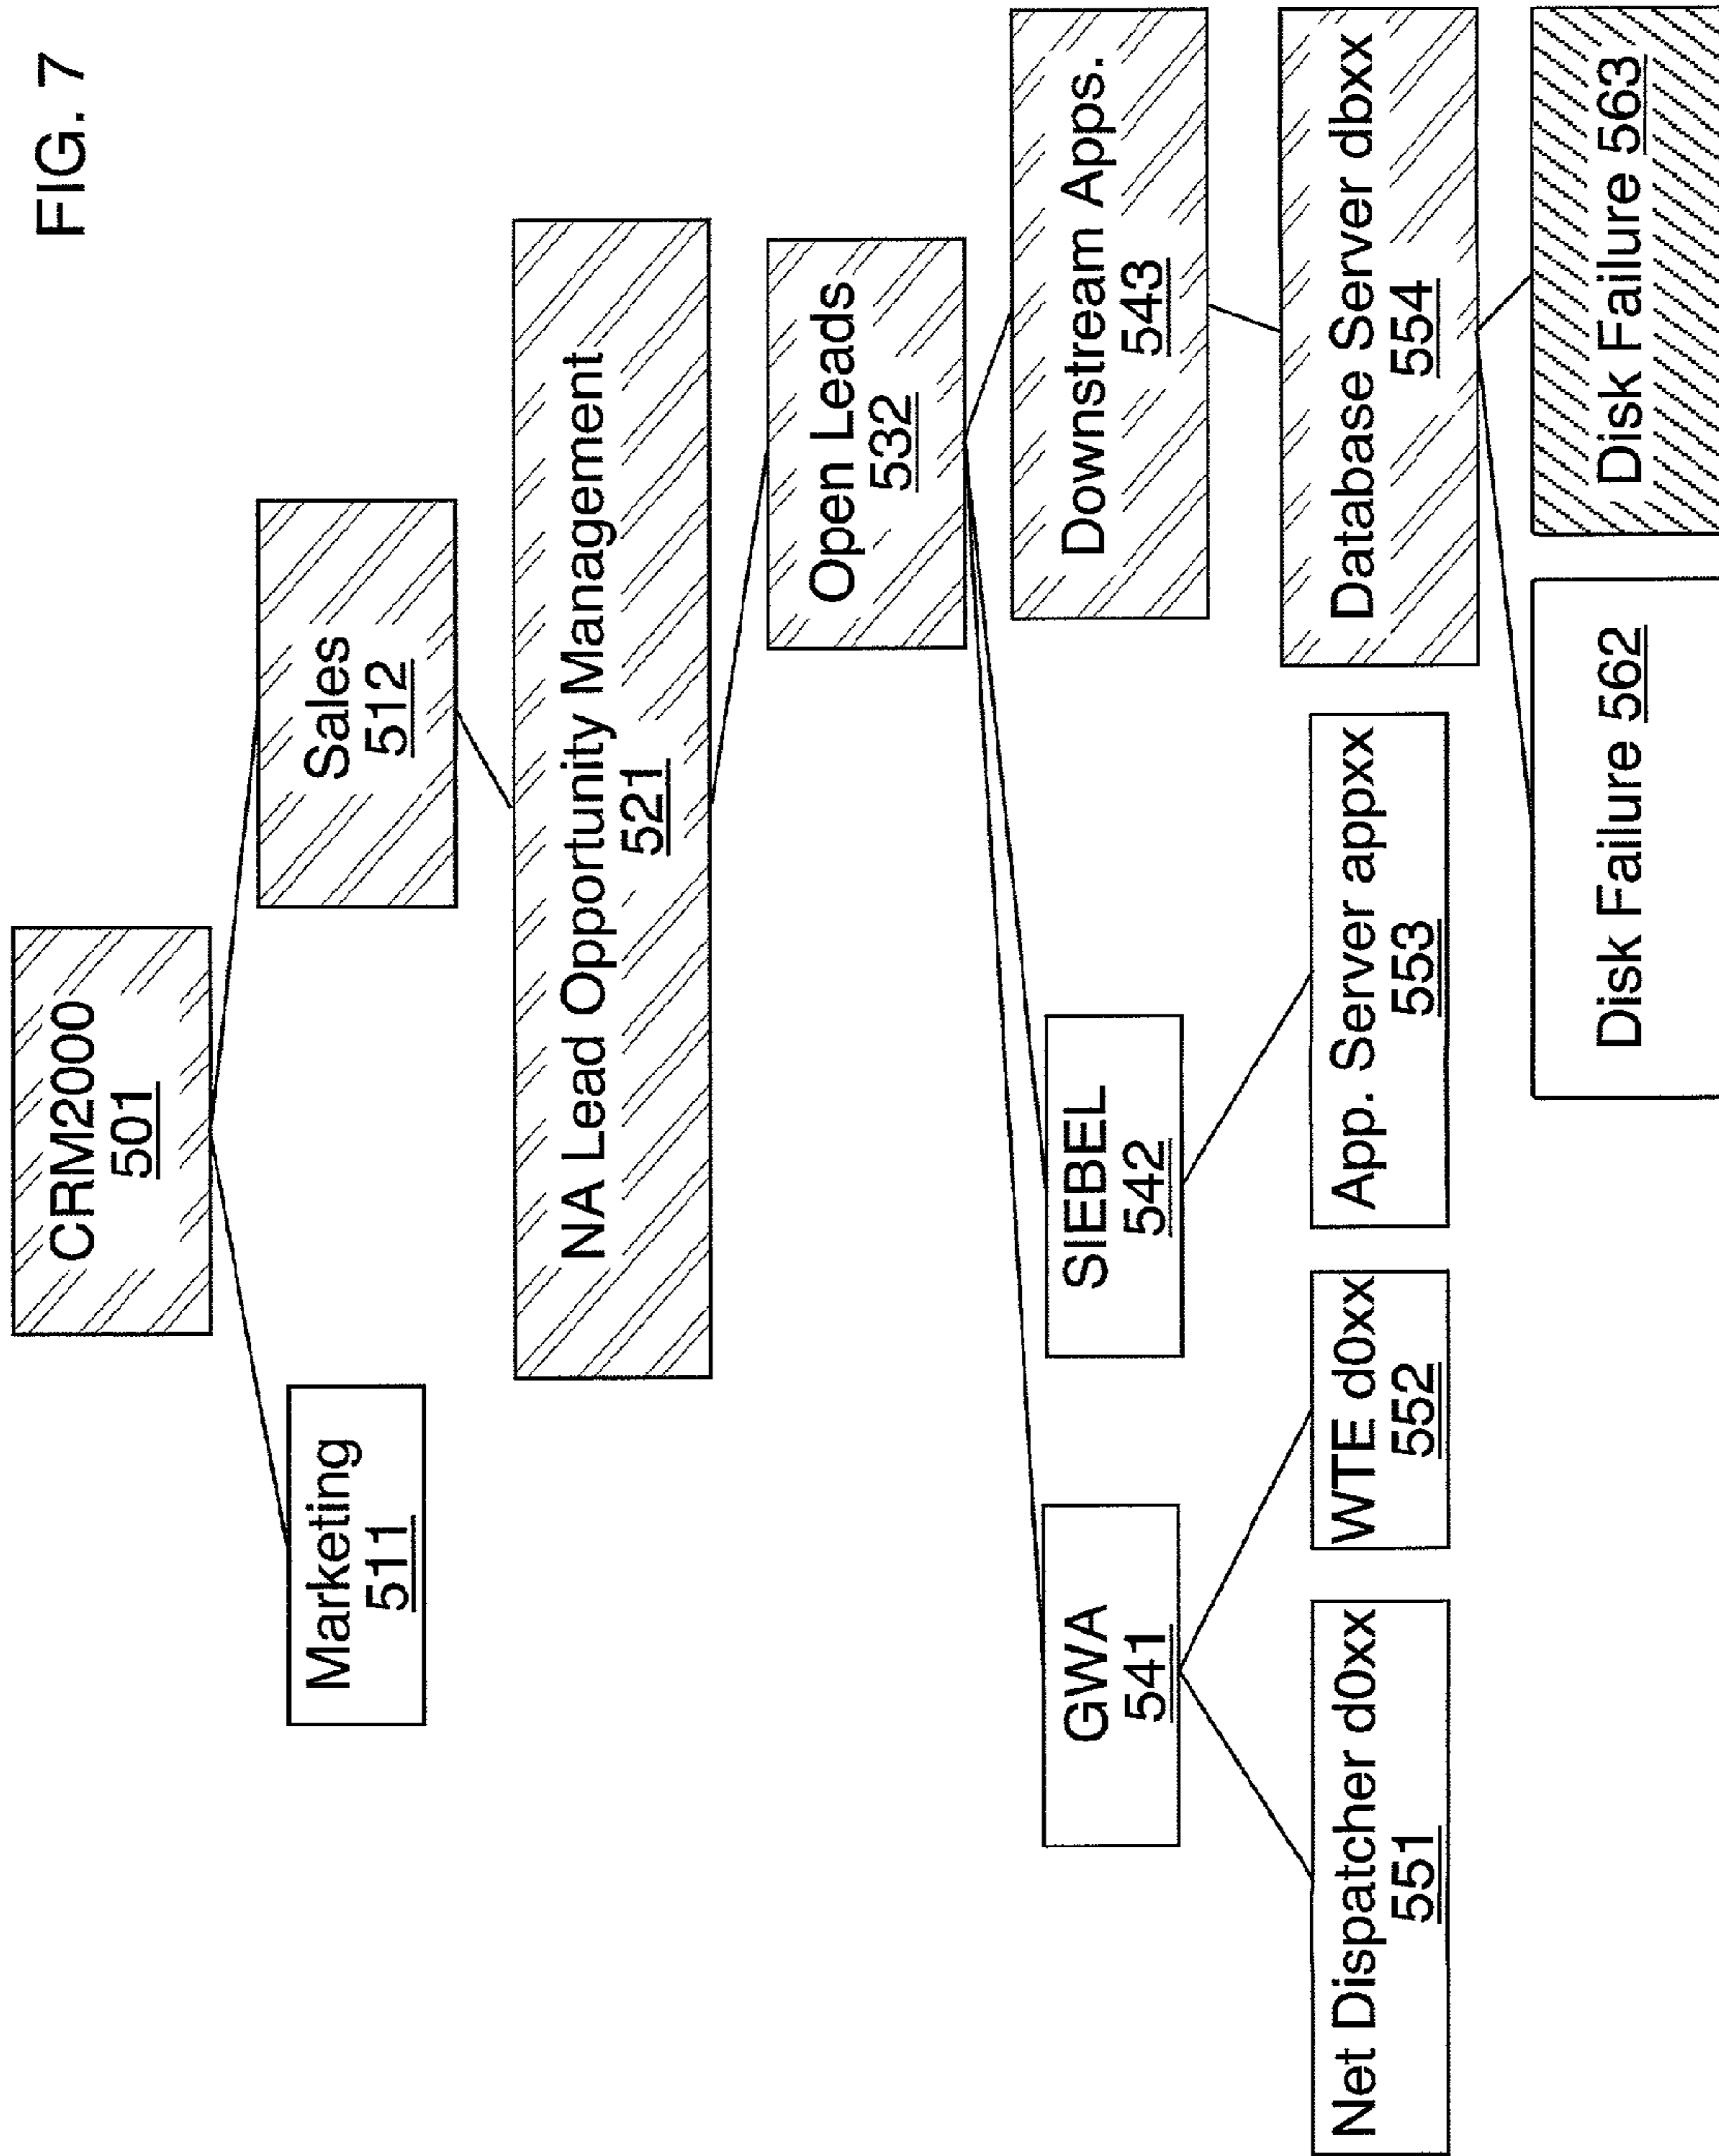 FIG. 7
CRM2000
501
Marketing
511
Sales
512
NA Lead Opportunity Management
521
Open Leads
532
GWA
541
SIEBEL
542
Downstream Apps.
543
Net Dispatcher d0xx
551
WTE d0xx
552
App. Server appxx
553
Database Server dbxx
554
Disk Failure 562
Disk Failure 563